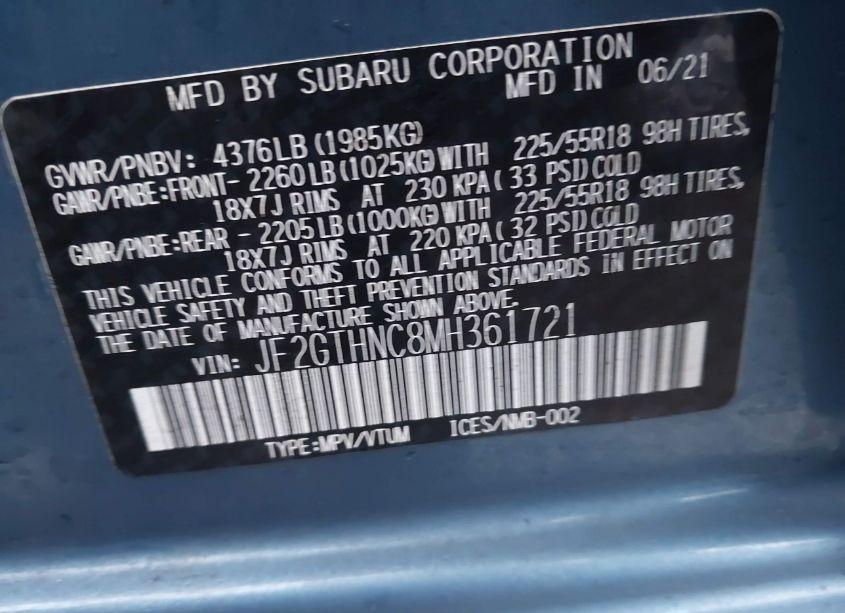 MFD BY SUBARU CORPORATION
MFD IN 06/21
GVWR/PNBV: 4376LB (1985KG)
GAWR/PNBE:FRONT- 2260LB(1025KG)WITH 225/55R18 98H TIRES,
18X7J RIMS AT 230 KPA( 33 PSI) COLD
GAWR/PNBE:REAR - 2205LB(1000KG)WITH 225/55R18 98H TIRES,
18X7J RIMS AT 220 KPA( 32 PSI) COLD
THIS VEHICLE CONFORMS TO ALL APPLICABLE FEDERAL MOTOR
VEHICLE SAFETY AND THEFT PREVENTION STANDARDS IN EFFECT ON
THE DATE OF MANUFACTURE SHOWN ABOVE.
VIN: JF2GTHNC8MH361721
TYPE:MPV/VTUM ICES/NMB-002